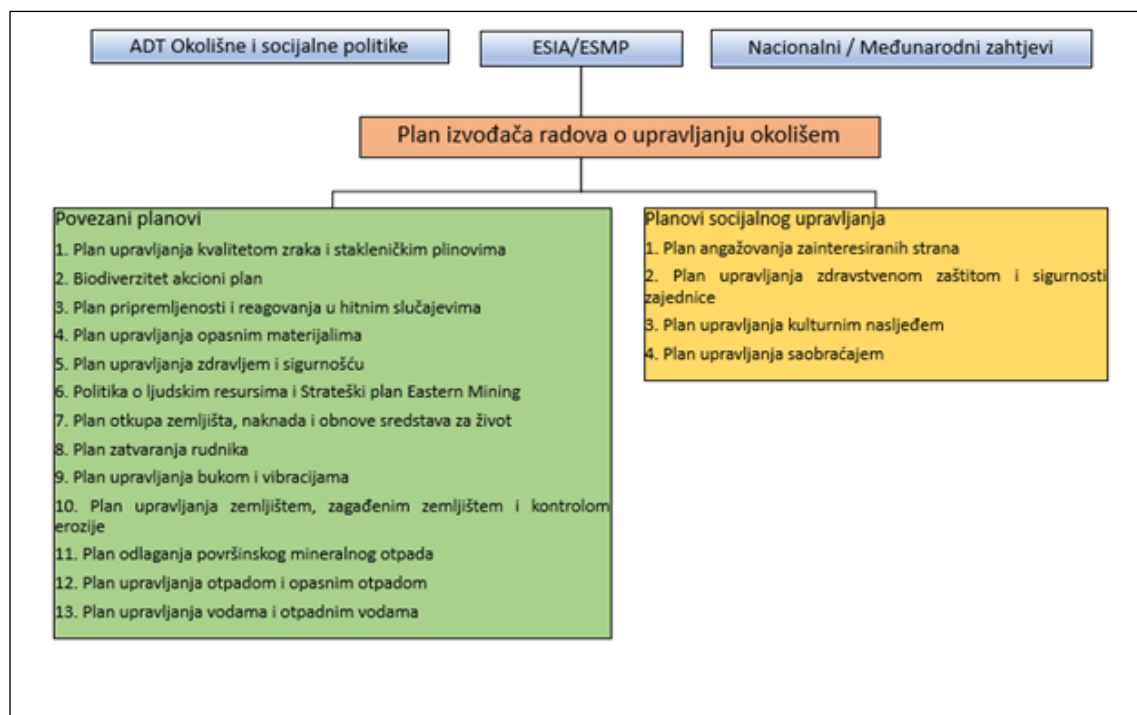 ADT Okolišne i socijalne politike
ESIA/ESMP
Nacionalni / Međunarodni zahtjevi
Plan izvođača radova o upravljanju okolišem
Povezani planovi
1. Plan upravljanja kvalitetom zraka i stakleničkim plinovima
2. Biodiverzitet akcioni plan
3. Plan pripremljenosti i reagovanja u hitnim slučajevima
4. Plan upravljanja opasnim materijalima
5. Plan upravljanja zdravljem i sigurnošću
6. Politika o ljudskim resursima i Strateški plan Eastern Mining
7. Plan otkupa zemljišta, naknada i obnove sredstava za život
8. Plan zatvaranja rudnika
9. Plan upravljanja bukom i vibracijama
10. Plan upravljanja zemljištem, zagađenim zemljištem i kontrolom
erozije
11. Plan odlaganja površinskog mineralnog otpada
12. Plan upravljanja otpadom i opasnim otpadom
13. Plan upravljanja vodama i otpadnim vodama
Planovi socijalnog upravljanja
1. Plan angažovanja zainteresiranih strana
2. Plan upravljanja zdravstvenom zaštitom i sigurnosti
zajednice
3. Plan upravljanja kulturnim nasljeđem
4. Plan upravljanja saobraćajem